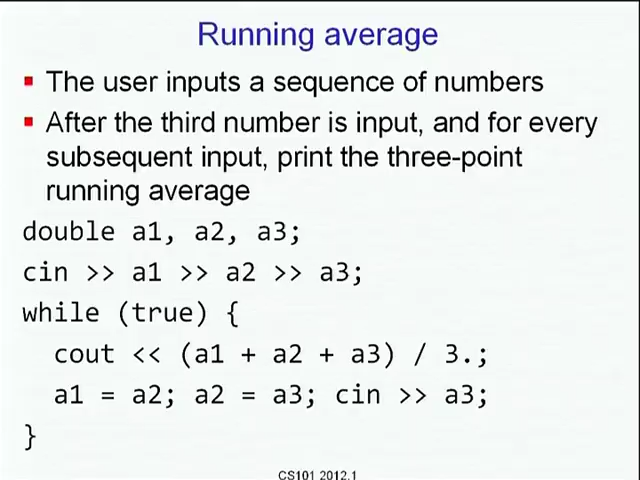 Running average
The user inputs a sequence of numbers
After the third number is input, and for every
subsequent input, print the three-point
running average
double a1, a2, a3;
cin >> a1 >> a2 >> a3;
while (true) {
  cout << (a1 + a2 + a3) / 3.;
  a1 = a2; a2 = a3; cin >> a3;
}
CS101 2012.1